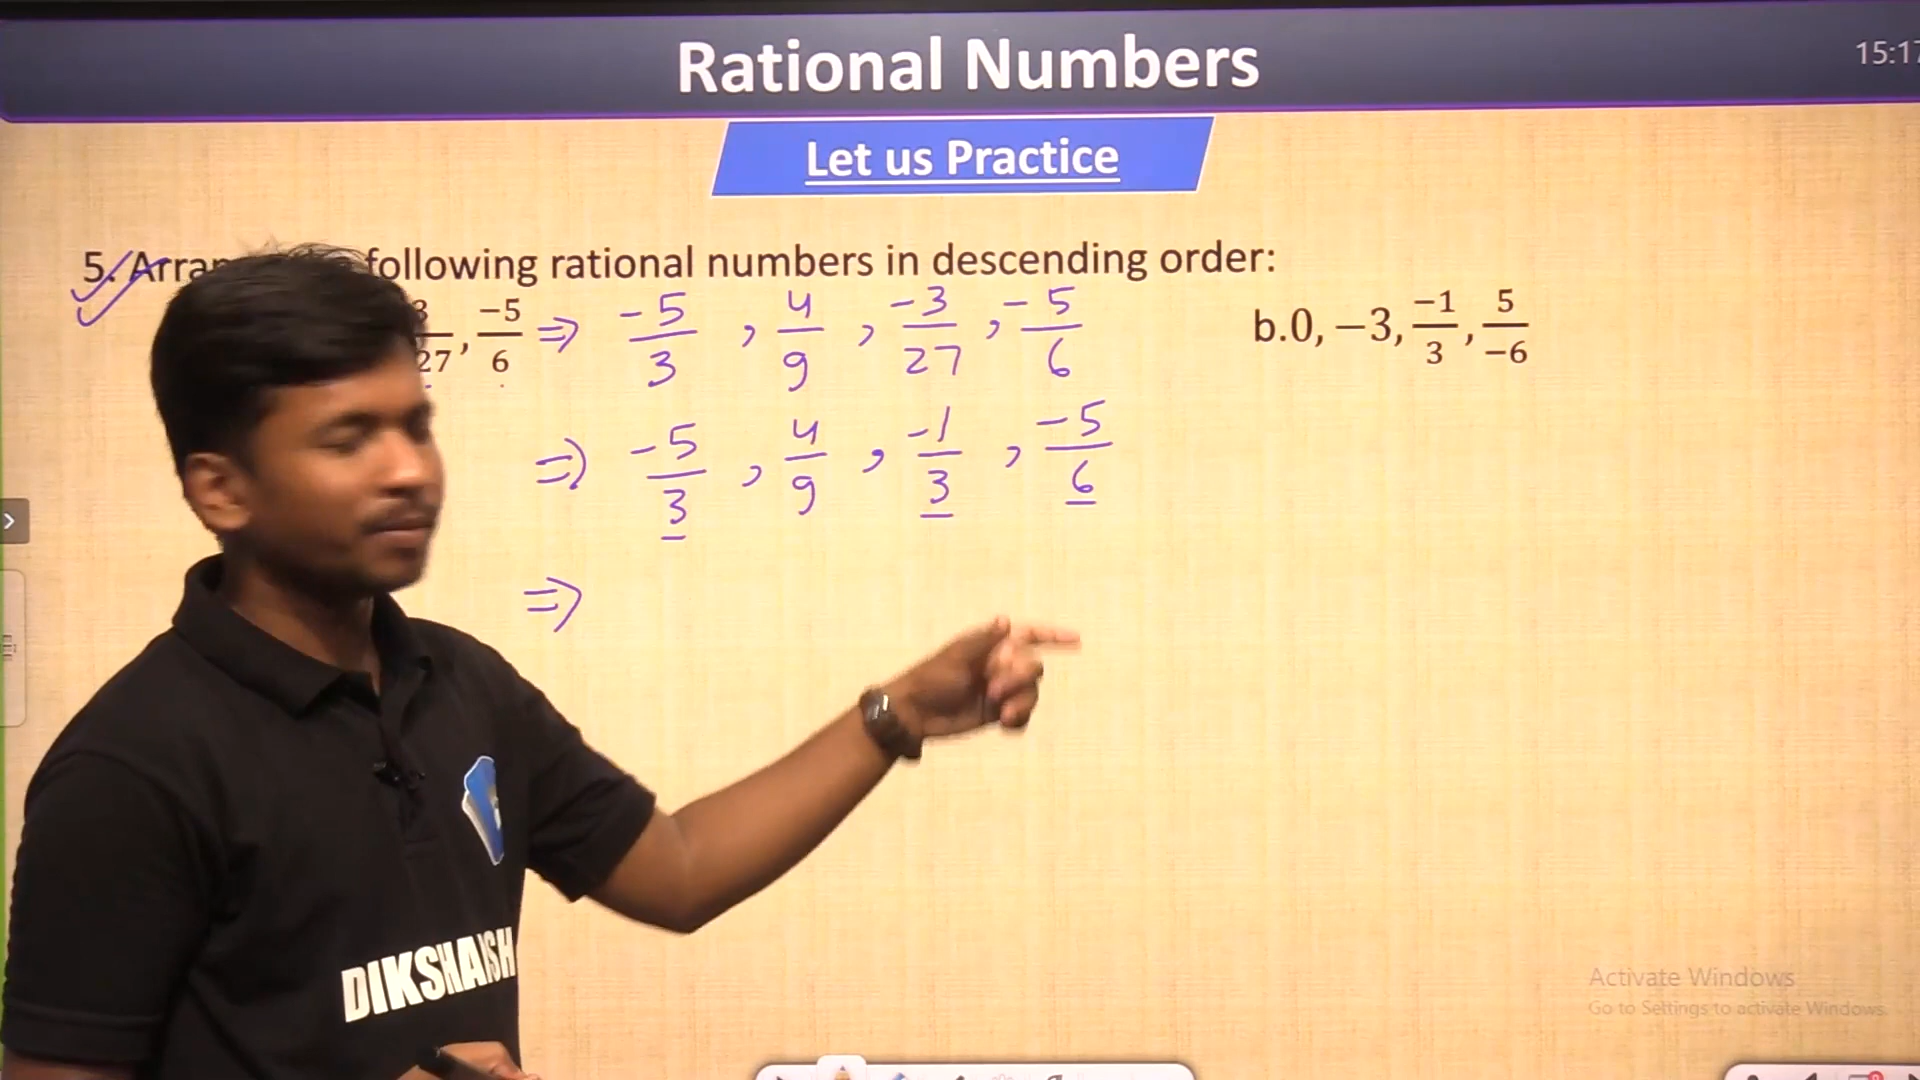 Rational Numbers
15:17
Let us Practice
5. following rational numbers in descending order:
3/27, -5/6 ⇒ -5/3 , 4/9 , -3/27 , -5/6
b.0, −3, -1/3, 5/-6
⇒ -5/3 , 4/9 , -1/3 , -5/6
⇒
DIKSHA
Activate Windows
Go to Settings to activate Windows.